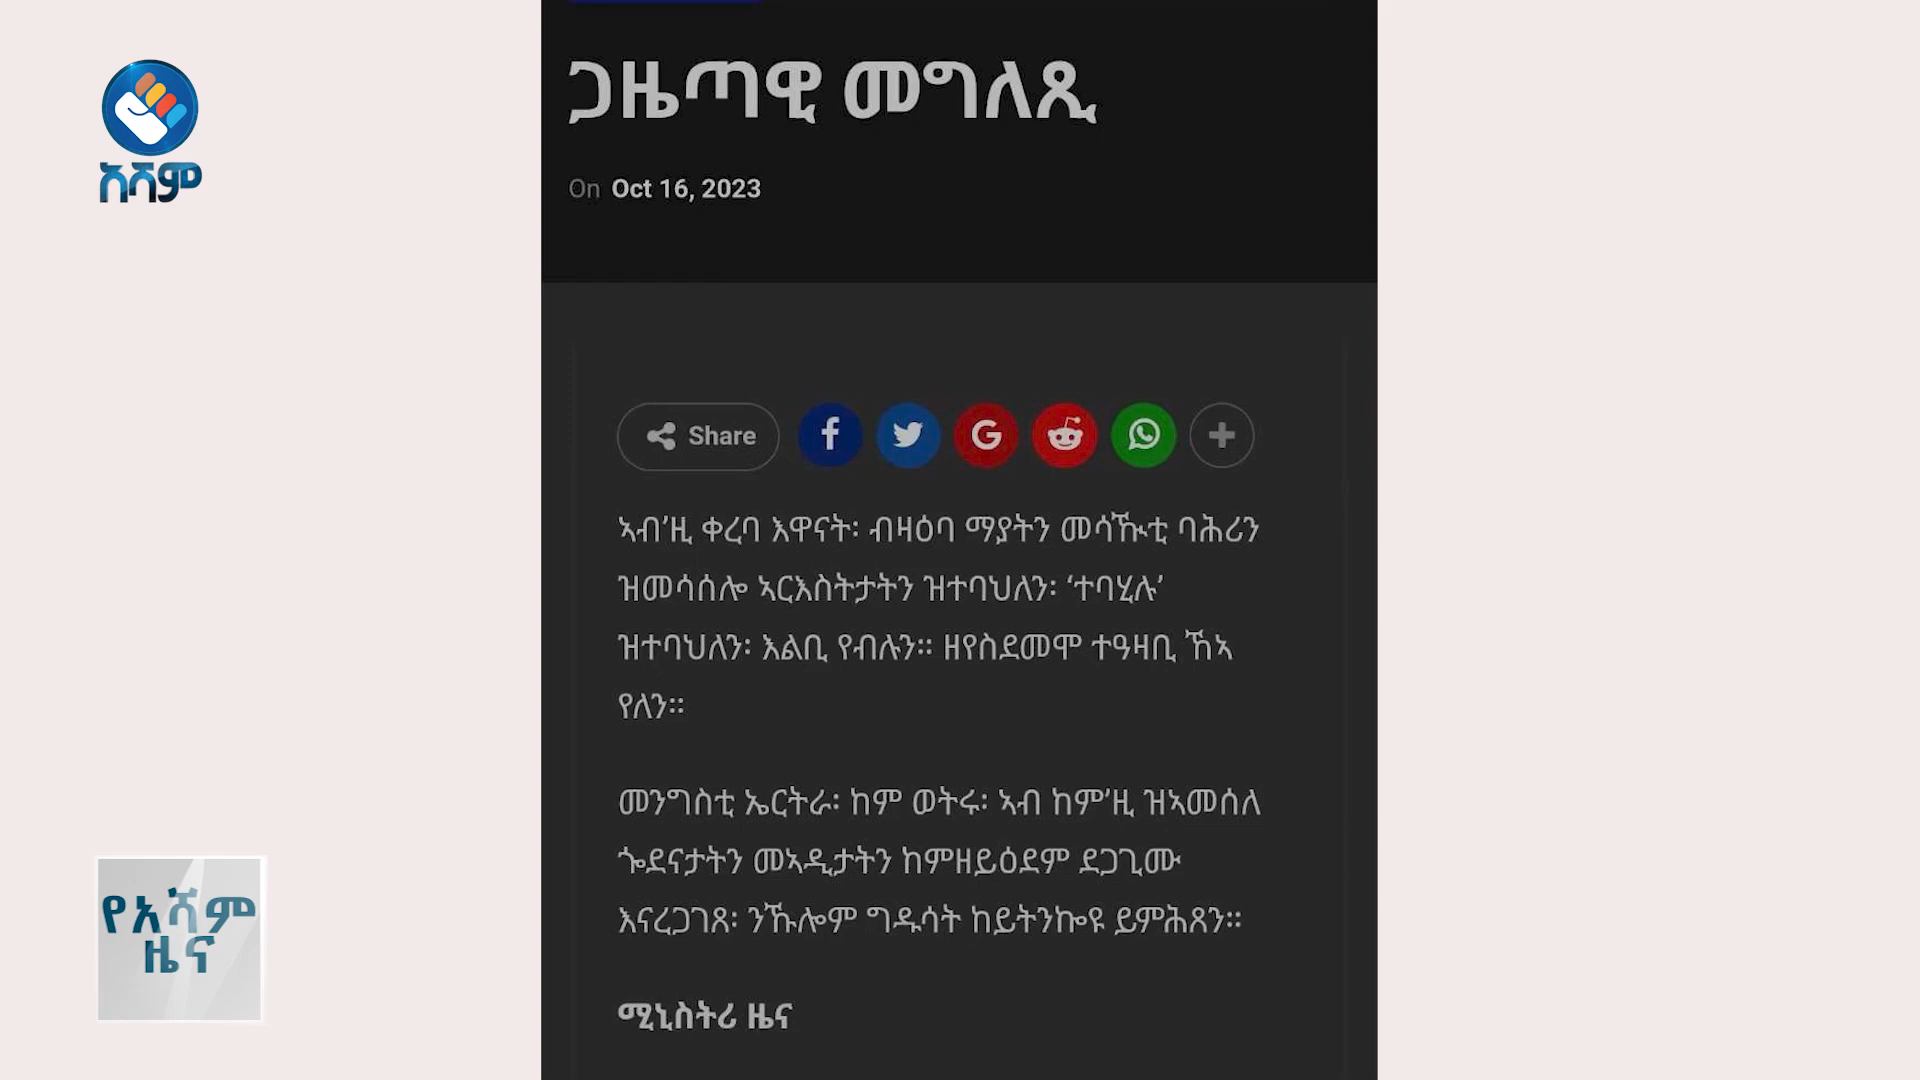 ጋዜጣዊ መግለጺ
አሻም
On Oct 16, 2023
Share
ኣብ’ዚ ቀረባ እዋናት፡ ብዛዕባ ማያትን መሳዂቲ ባሕሪን
ዝመሳሰሎ ኣርእስትታትን ዝተባህለን፡ ‘ተባሂሉ’
ዝተባህለን፡ እልቢ የብሉን። ዘየስደመሞ ተዓዛቢ ኸኣ
የለን።
መንግስቲ ኤርትራ፡ ከም ወትሩ፡ ኣብ ከም’ዚ ዝኣመሰለ
ጐደናታትን መኣዲታትን ከምዘይዕደም ደጋጊሙ
እናረጋገጸ፡ ንኹሎም ግዱሳት ከይትንኰዩ ይምሕጸን።
ሚኒስትሪ ዜና
የአሻም
ዜና